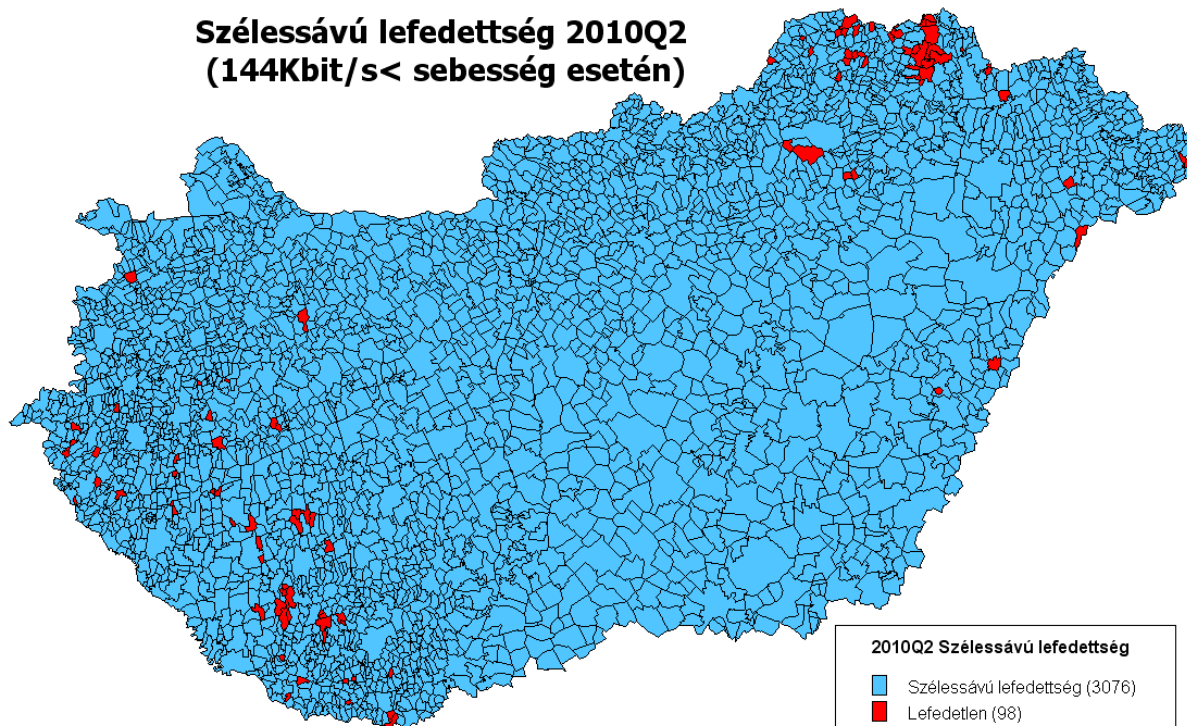 Szélessávú lefedettség 2010Q2
(144Kbit/s< sebesség esetén)
2010Q2 Szélessávú lefedettség
Szélessávú lefedettség (3076)
Lefedetlen (98)